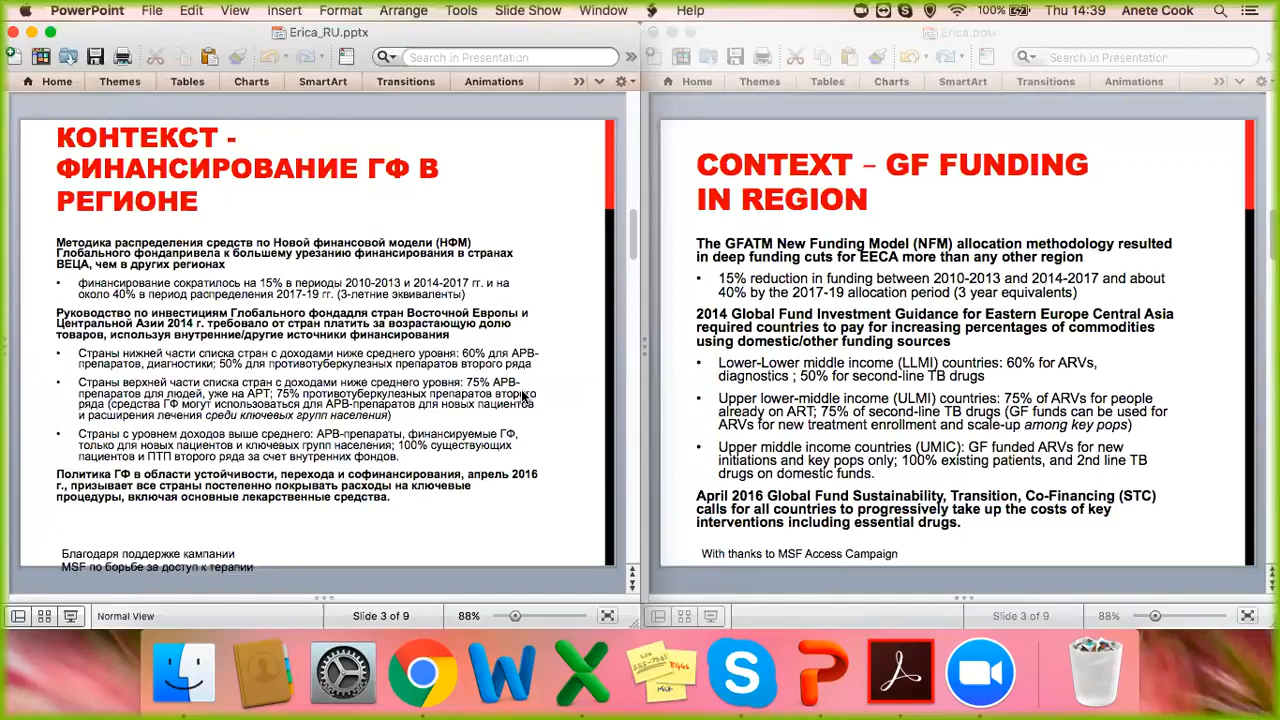 PowerPoint File Edit View Insert Format Arrange Tools Slide Show Window Help 100% Thu 14:39 Anete Cook
Erica_RU.pptx
Search in Presentation
Home Themes Tables Charts SmartArt Transitions Animations
КОНТЕКСТ -
ФИНАНСИРОВАНИЕ ГФ В
РЕГИОНЕ
Методика распределения средств по Новой финансовой модели (НФМ)
Глобального фондапривела к большему урезанию финансирования в странах
ВЕЦА, чем в других регионах
• финансирование сократилось на 15% в периоды 2010-2013 и 2014-2017 гг. и на
около 40% в период распределения 2017-19 гг. (3-летние эквиваленты)
Руководство по инвестициям Глобального фондадля стран Восточной Европы и
Центральной Азии 2014 г. требовало от стран платить за возрастающую долю
товаров, используя внутренние/другие источники финансирования
• Страны нижней части списка стран с доходами ниже среднего уровня: 60% для АРВ-
препаратов, диагностики; 50% для противотуберкулезных препаратов второго ряда
• Страны верхней части списка стран с доходами ниже среднего уровня: 75% АРВ-
препаратов для людей, уже на АРТ; 75% противотуберкулезных препаратов второго
ряда (средства ГФ могут использоваться для АРВ-препаратов для новых пациентов
и расширения лечения среди ключевых групп населения)
• Страны с уровнем доходов выше среднего: АРВ-препараты, финансируемые ГФ,
только для новых пациентов и ключевых групп населения; 100% существующих
пациентов и ПТП второго ряда за счет внутренних фондов.
Политика ГФ в области устойчивости, перехода и софинансирования, апрель 2016
г., призывает все страны постепенно покрывать расходы на ключевые
процедуры, включая основные лекарственные средства.
Благодаря поддержке кампании
MSF по борьбе за доступ к терапии
Normal View Slide 3 of 9 88%
Erica.pptx
Search in Presentation
Home Themes Tables Charts SmartArt Transitions Animations
CONTEXT – GF FUNDING
IN REGION
The GFATM New Funding Model (NFM) allocation methodology resulted
in deep funding cuts for EECA more than any other region
• 15% reduction in funding between 2010-2013 and 2014-2017 and about
40% by the 2017-19 allocation period (3 year equivalents)
2014 Global Fund Investment Guidance for Eastern Europe Central Asia
required countries to pay for increasing percentages of commodities
using domestic/other funding sources
• Lower-Lower middle income (LLMI) countries: 60% for ARVs,
diagnostics ; 50% for second-line TB drugs
• Upper lower-middle income (ULMI) countries: 75% of ARVs for people
already on ART; 75% of second-line TB drugs (GF funds can be used for
ARVs for new treatment enrollment and scale-up among key pops)
• Upper middle income countries (UMIC): GF funded ARVs for new
initiations and key pops only; 100% existing patients, and 2nd line TB
drugs on domestic funds.
April 2016 Global Fund Sustainability, Transition, Co-Financing (STC)
calls for all countries to progressively take up the costs of key
interventions including essential drugs.
With thanks to MSF Access Campaign
Slide 3 of 9 88%